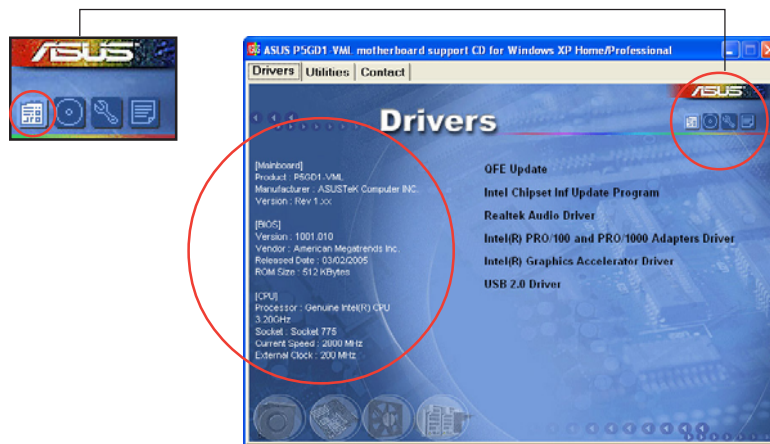 ASUS
ASUS P5GD1-VML motherboard support CD for Windows XP Home/Professional
Drivers Utilities Contact
ASUS
Drivers
[Mainboard]
Product : P5GD1-VML
Manufacturer : ASUSTeK Computer INC.
Version : Rev 1.xx
[BIOS]
Version : 1001.010
Vendor : American Megatrends Inc.
Released Date : 03/02/2005
ROM Size : 512 KBytes
[CPU]
Processor : Genuine Intel(R) CPU
3.20GHz
Socket : Socket 775
Current Speed : 2800 MHz
External Clock : 200 MHz
QFE Update
Intel Chipset Inf Update Program
Realtek Audio Driver
Intel(R) PRO/100 and PRO/1000 Adapters Driver
Intel(R) Graphics Accelerator Driver
USB 2.0 Driver